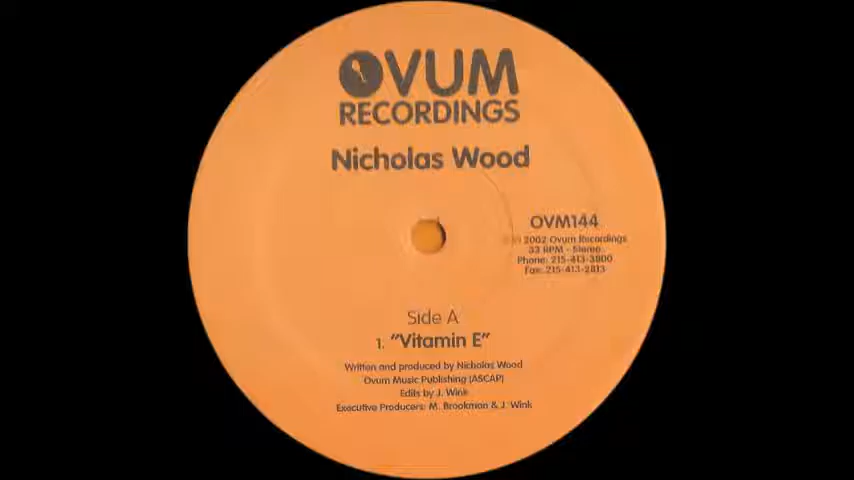 OVUM
RECORDINGS
Nicholas Wood
OVM144
2002 Ovum Recordings
33 RPM - Stereo
Phone: 215-413-3800
Fax: 215-413-2813
Side A
1. "Vitamin E"
Written and produced by Nicholas Wood
Ovum Music Publishing (ASCAP)
Edits by J. Wink
Executive Producers: M. Brookman & J. Wink